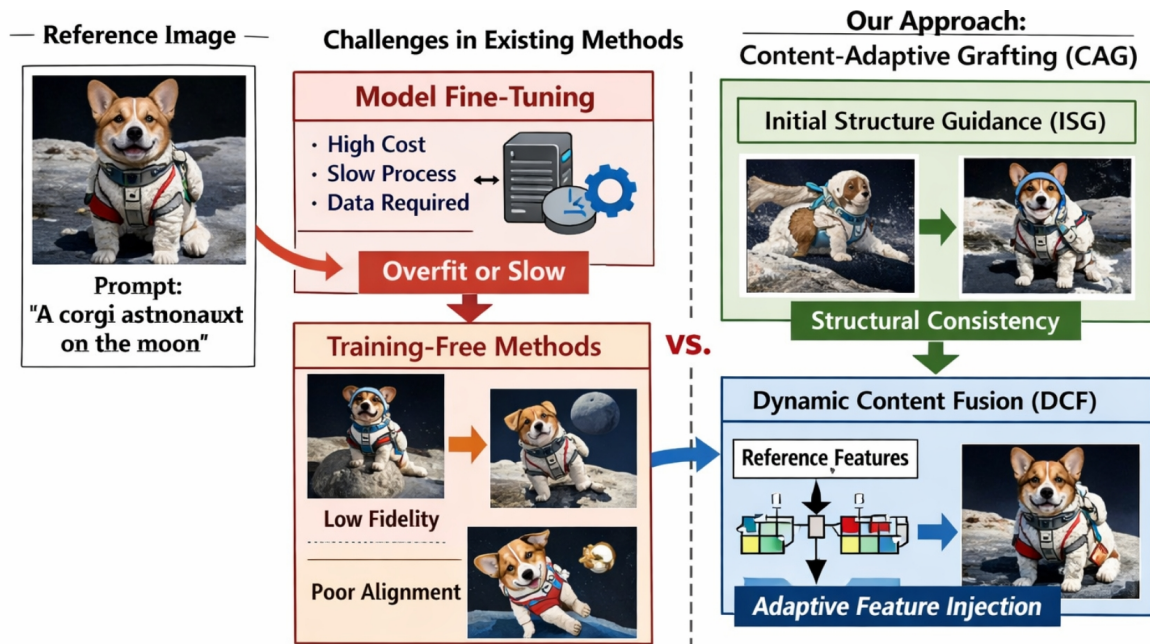 Reference Image
Prompt:
"A corgi astnonauxt
on the moon"
Challenges in Existing Methods
Model Fine-Tuning
· High Cost
· Slow Process
· Data Required
Overfit or Slow
Training-Free Methods
Low Fidelity
Poor Alignment
vs.
Our Approach:
Content-Adaptive Grafting (CAG)
Initial Structure Guidance (ISG)
Structural Consistency
Dynamic Content Fusion (DCF)
Reference Features
Adaptive Feature Injection